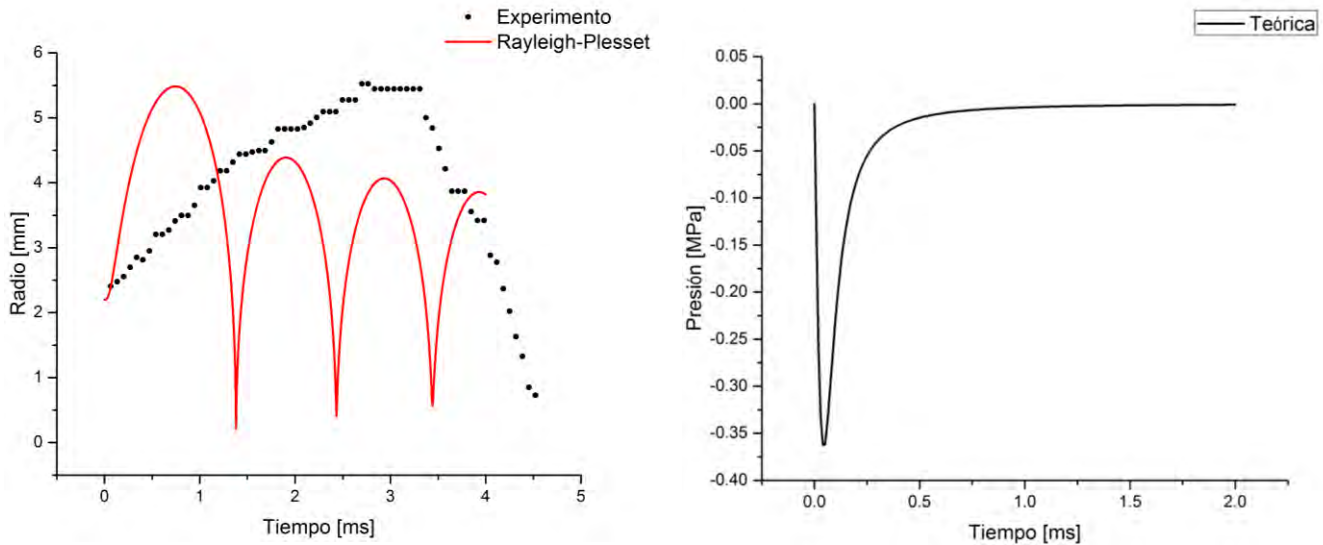 Experimento
Rayleigh-Plesset
6
5
4
3
2
1
0
Radio [mm]
0 1 2 3 4 5
Tiempo [ms]
Teórica
0.05
0.00
-0.05
-0.10
-0.15
-0.20
-0.25
-0.30
-0.35
-0.40
Presión [MPa]
0.0 0.5 1.0 1.5 2.0
Tiempo [ms]